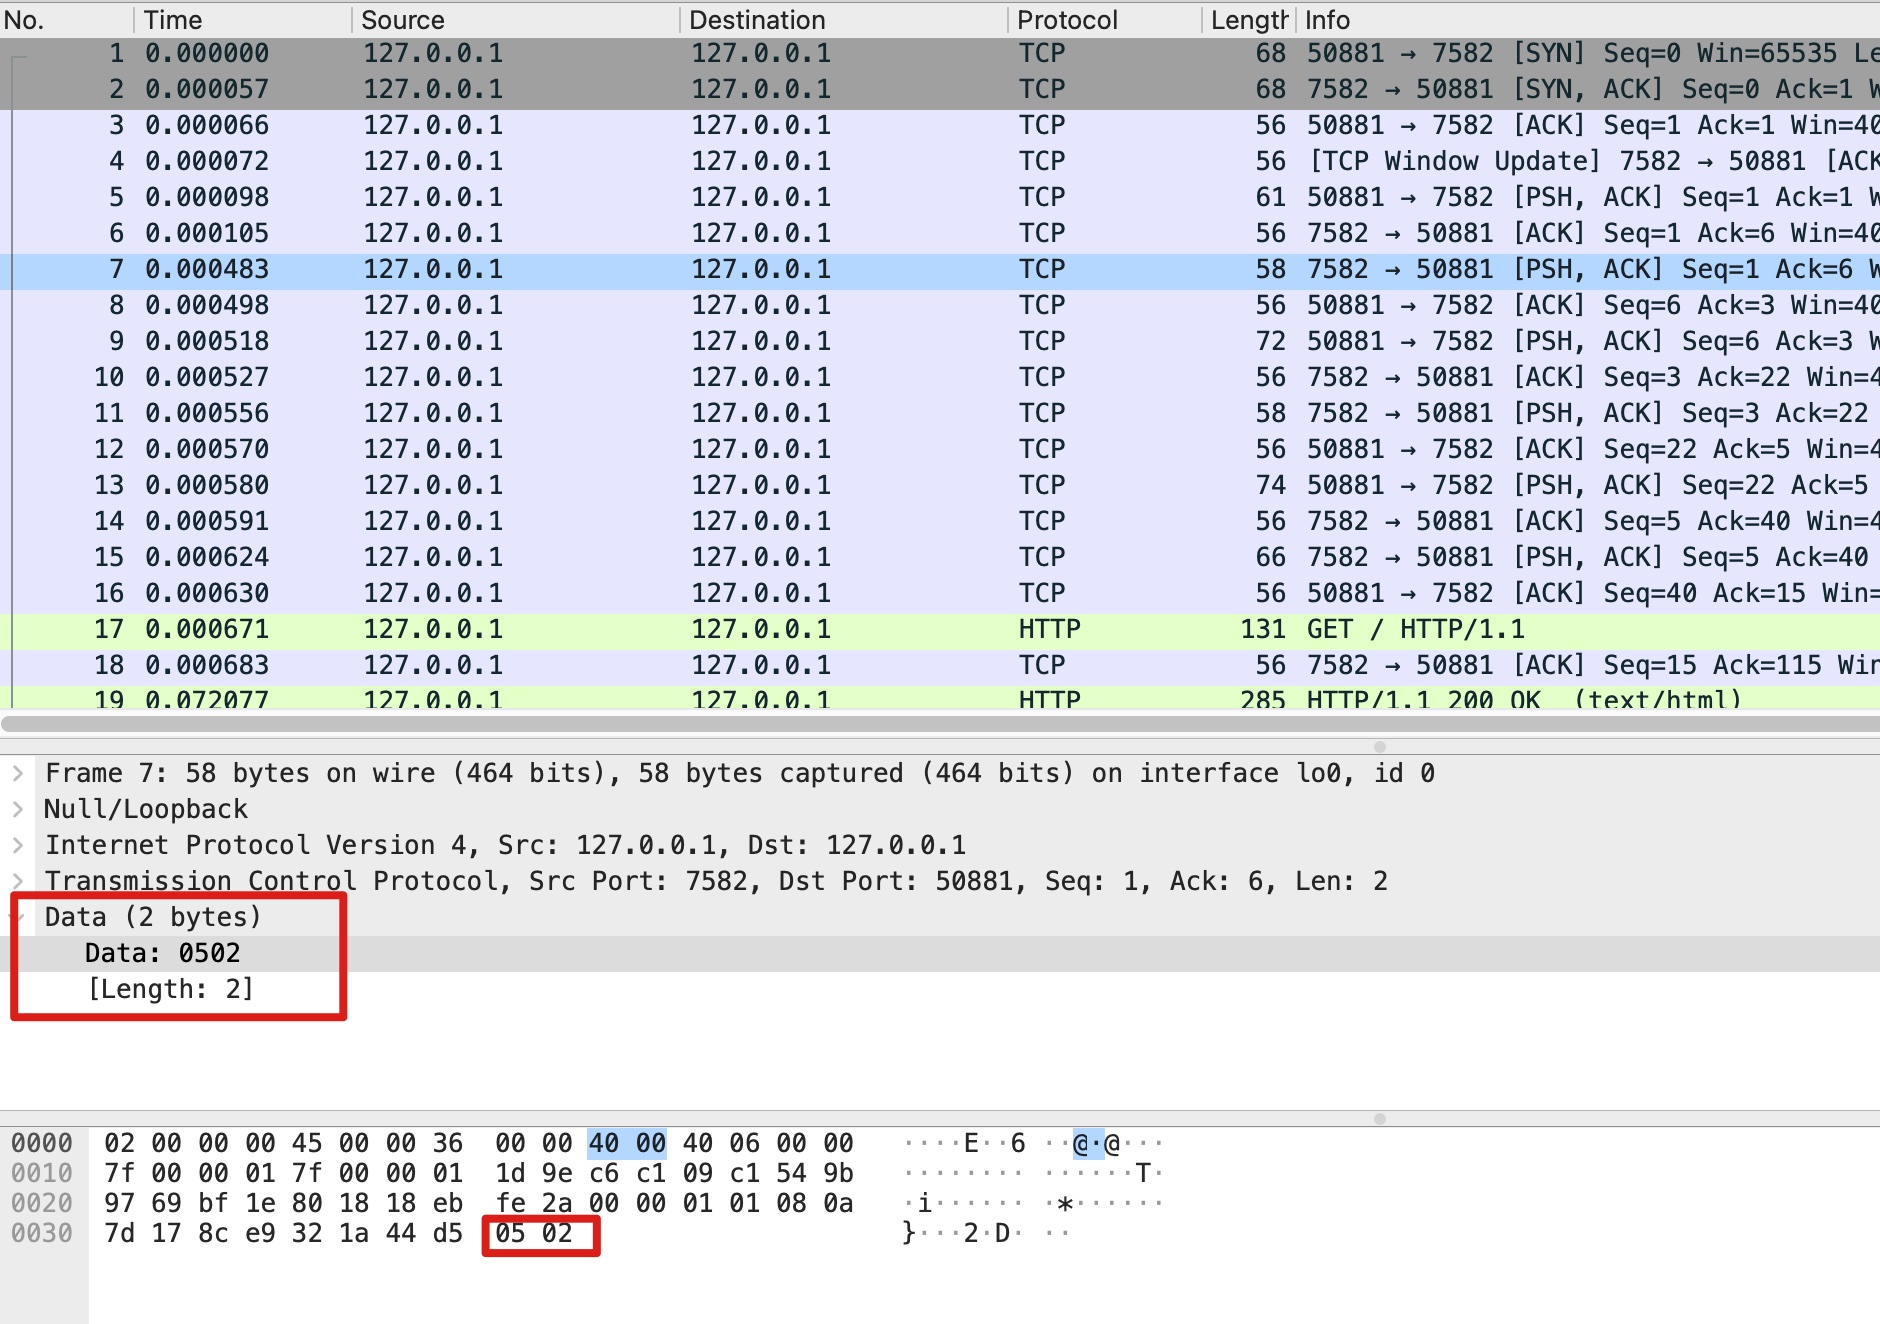 No. Time Source Destination Protocol Length Info
1 0.000000 127.0.0.1 127.0.0.1 TCP 68 50881 → 7582 [SYN] Seq=0 Win=65535 Le
2 0.000057 127.0.0.1 127.0.0.1 TCP 68 7582 → 50881 [SYN, ACK] Seq=0 Ack=1 W
3 0.000066 127.0.0.1 127.0.0.1 TCP 56 50881 → 7582 [ACK] Seq=1 Ack=1 Win=40
4 0.000072 127.0.0.1 127.0.0.1 TCP 56 [TCP Window Update] 7582 → 50881 [ACK
5 0.000098 127.0.0.1 127.0.0.1 TCP 61 50881 → 7582 [PSH, ACK] Seq=1 Ack=1 W
6 0.000105 127.0.0.1 127.0.0.1 TCP 56 7582 → 50881 [ACK] Seq=1 Ack=6 Win=40
7 0.000483 127.0.0.1 127.0.0.1 TCP 58 7582 → 50881 [PSH, ACK] Seq=1 Ack=6 W
8 0.000498 127.0.0.1 127.0.0.1 TCP 56 50881 → 7582 [ACK] Seq=6 Ack=3 Win=40
9 0.000518 127.0.0.1 127.0.0.1 TCP 72 50881 → 7582 [PSH, ACK] Seq=6 Ack=3 W
10 0.000527 127.0.0.1 127.0.0.1 TCP 56 7582 → 50881 [ACK] Seq=3 Ack=22 Win=4
11 0.000556 127.0.0.1 127.0.0.1 TCP 58 7582 → 50881 [PSH, ACK] Seq=3 Ack=22
12 0.000570 127.0.0.1 127.0.0.1 TCP 56 50881 → 7582 [ACK] Seq=22 Ack=5 Win=4
13 0.000580 127.0.0.1 127.0.0.1 TCP 74 50881 → 7582 [PSH, ACK] Seq=22 Ack=5
14 0.000591 127.0.0.1 127.0.0.1 TCP 56 7582 → 50881 [ACK] Seq=5 Ack=40 Win=4
15 0.000624 127.0.0.1 127.0.0.1 TCP 66 7582 → 50881 [PSH, ACK] Seq=5 Ack=40
16 0.000630 127.0.0.1 127.0.0.1 TCP 56 50881 → 7582 [ACK] Seq=40 Ack=15 Win=
17 0.000671 127.0.0.1 127.0.0.1 HTTP 131 GET / HTTP/1.1
18 0.000683 127.0.0.1 127.0.0.1 TCP 56 7582 → 50881 [ACK] Seq=15 Ack=115 Win
19 0.072077 127.0.0.1 127.0.0.1 HTTP 285 HTTP/1.1 200 OK (text/html)
Frame 7: 58 bytes on wire (464 bits), 58 bytes captured (464 bits) on interface lo0, id 0
Null/Loopback
Internet Protocol Version 4, Src: 127.0.0.1, Dst: 127.0.0.1
Transmission Control Protocol, Src Port: 7582, Dst Port: 50881, Seq: 1, Ack: 6, Len: 2
Data (2 bytes)
Data: 0502
[Length: 2]
0000 02 00 00 00 45 00 00 36 00 00 40 00 40 06 00 00 ····E··6 ··@·@···
0010 7f 00 00 01 7f 00 00 01 1d 9e c6 c1 09 c1 54 9b ········ ······T·
0020 97 69 bf 1e 80 18 18 eb fe 2a 00 00 01 01 08 0a ·i······ ·*······
0030 7d 17 8c e9 32 1a 44 d5 05 02 }···2·D· ··